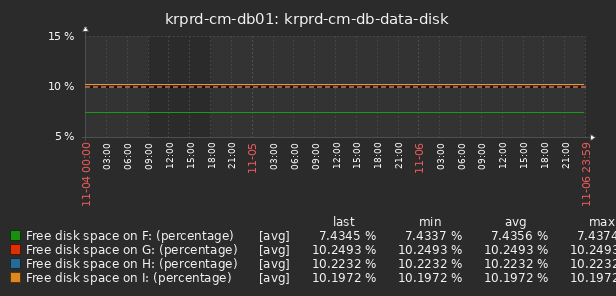 krprd-cm-db01: krprd-cm-db-data-disk
15 %
10 %
5 %
11-04 00:00 03:00 06:00 09:00 12:00 15:00 18:00 21:00 11-05 03:00 06:00 09:00 12:00 15:00 18:00 21:00 11-06 03:00 06:00 09:00 12:00 15:00 18:00 21:00 11-06 23:59
last min avg max
Free disk space on F: (percentage) [avg] 7.4345 % 7.4337 % 7.4356 % 7.4374
Free disk space on G: (percentage) [avg] 10.2493 % 10.2493 % 10.2493 % 10.2493
Free disk space on H: (percentage) [avg] 10.2232 % 10.2232 % 10.2232 % 10.2232
Free disk space on I: (percentage) [avg] 10.1972 % 10.1972 % 10.1972 % 10.1972